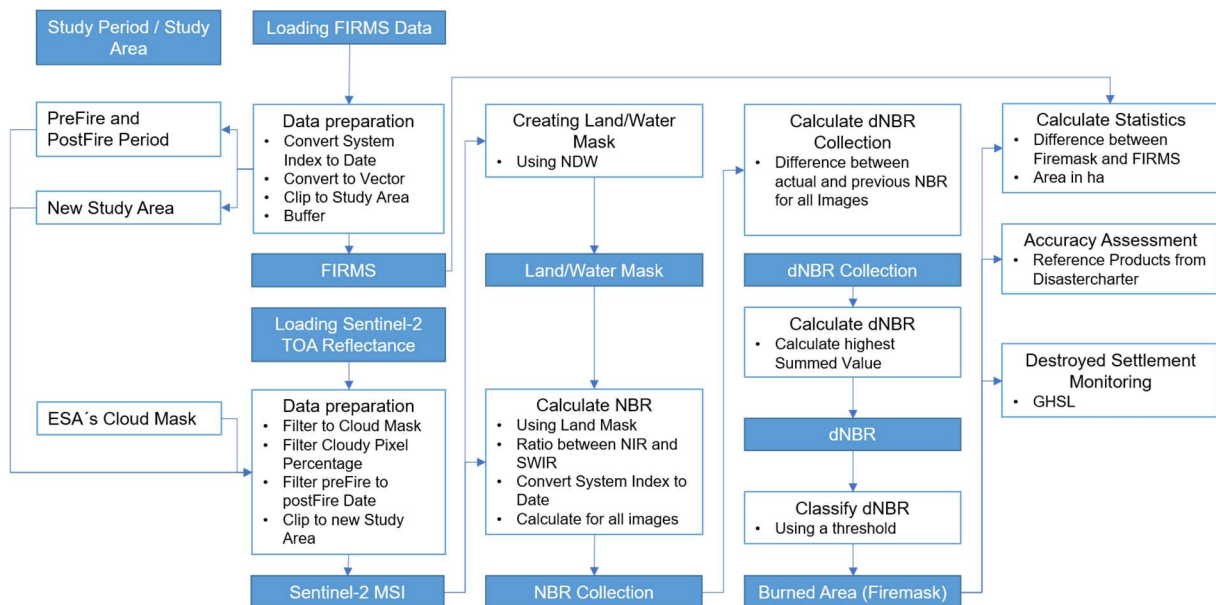 Study Period / Study
Area
Loading FIRMS Data
PreFire and
PostFire Period
New Study Area
Data preparation
• Convert System
Index to Date
• Convert to Vector
• Clip to Study Area
• Buffer
FIRMS
Loading Sentinel-2
TOA Reflectance
ESA´s Cloud Mask
Data preparation
• Filter to Cloud Mask
• Filter Cloudy Pixel
Percentage
• Filter preFire to
postFire Date
• Clip to new Study
Area
Sentinel-2 MSI
Creating Land/Water
Mask
• Using NDW
Land/Water Mask
Calculate NBR
• Using Land Mask
• Ratio between NIR and
SWIR
• Convert System Index to
Date
• Calculate for all images
NBR Collection
Calculate dNBR
Collection
• Difference between
actual and previous NBR
for all Images
dNBR Collection
Calculate dNBR
• Calculate highest
Summed Value
dNBR
Classify dNBR
• Using a threshold
Burned Area (Firemask)
Calculate Statistics
• Difference between
Firemask and FIRMS
• Area in ha
Accuracy Assessment
• Reference Products from
Disastercharter
Destroyed Settlement
Monitoring
• GHSL